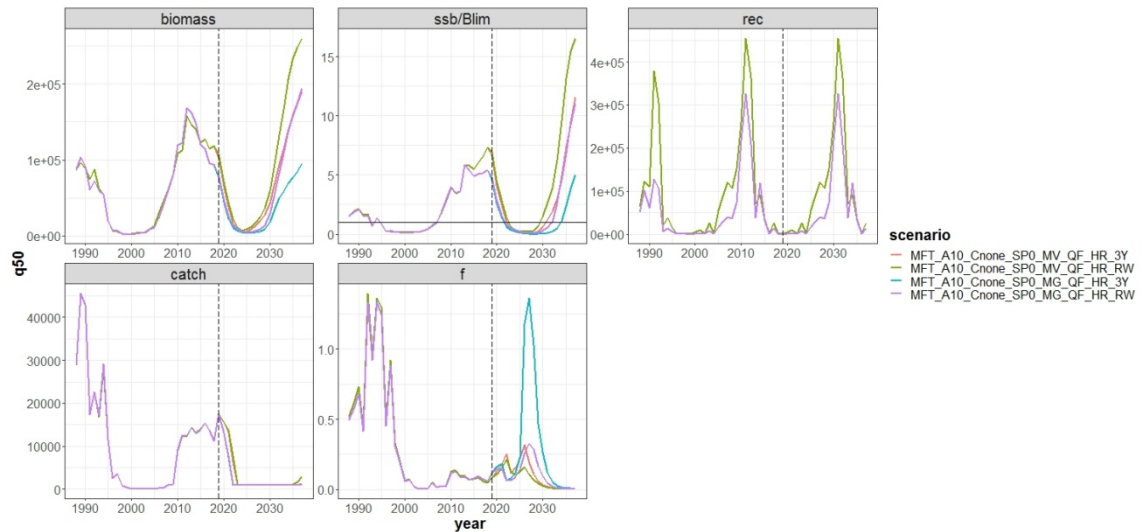 biomass
ssb/Blim
rec
2e+05
1e+05
0e+00
15
10
5
0
4e+05
3e+05
2e+05
1e+05
0e+00
1990 2000 2010 2020 2030
1990 2000 2010 2020 2030
1990 2000 2010 2020 2030
q50
catch
f
40000
30000
20000
10000
0
1.0
0.5
0.0
1990 2000 2010 2020 2030
1990 2000 2010 2020 2030
year
scenario
MFT_A10_Cnone_SP0_MV_QF_HR_3Y
MFT_A10_Cnone_SP0_MV_QF_HR_RW
MFT_A10_Cnone_SP0_MG_QF_HR_3Y
MFT_A10_Cnone_SP0_MG_QF_HR_RW